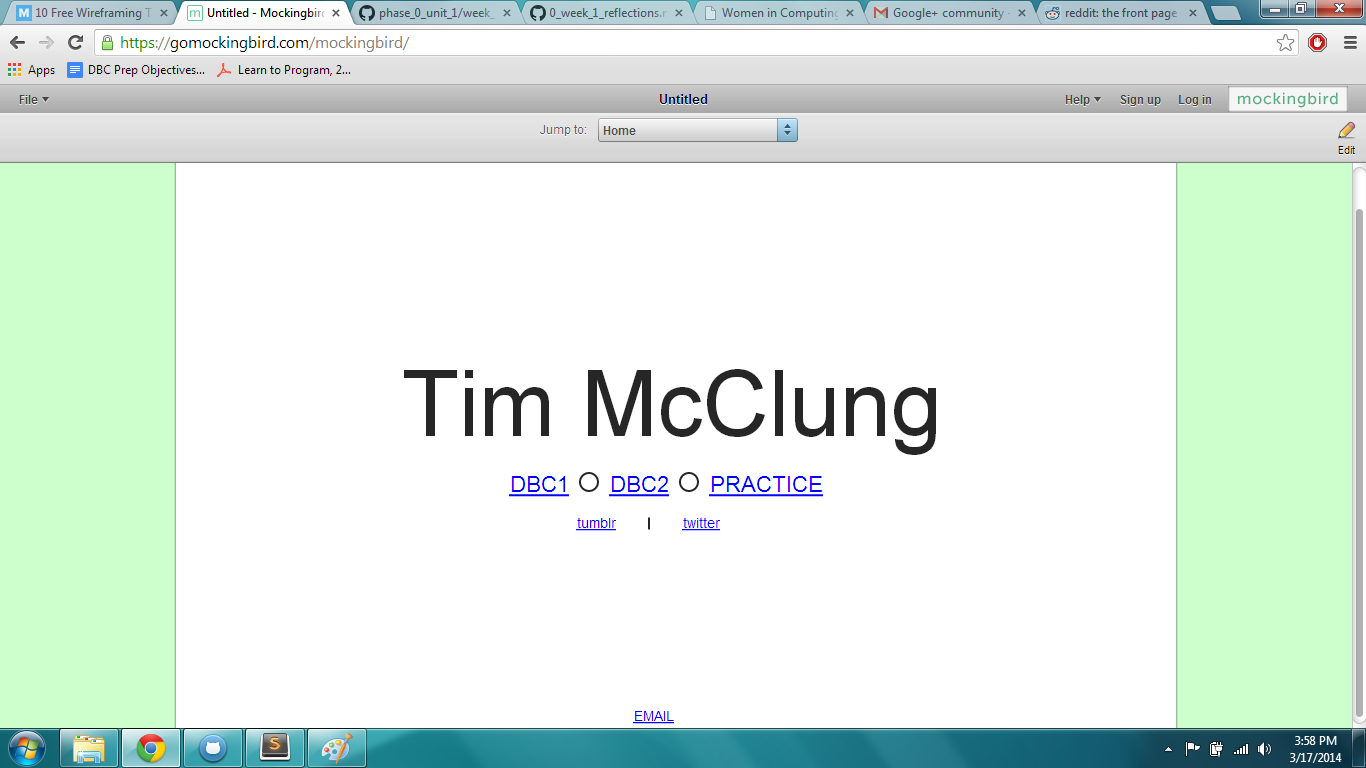 10 Free Wireframing T
Untitled - Mockingbird
phase_0_unit_1/week_
0_week_1_reflections.r
Women in Computing
Google+ community -
reddit: the front page
https://gomockingbird.com/mockingbird/
Apps DBC Prep Objectives... Learn to Program, 2...
File Untitled Help Sign up Log in mockingbird
Jump to: Home
Edit
Tim McClung
DBC1 DBC2 PRACTICE
tumblr | twitter
EMAIL
3:58 PM
3/17/2014